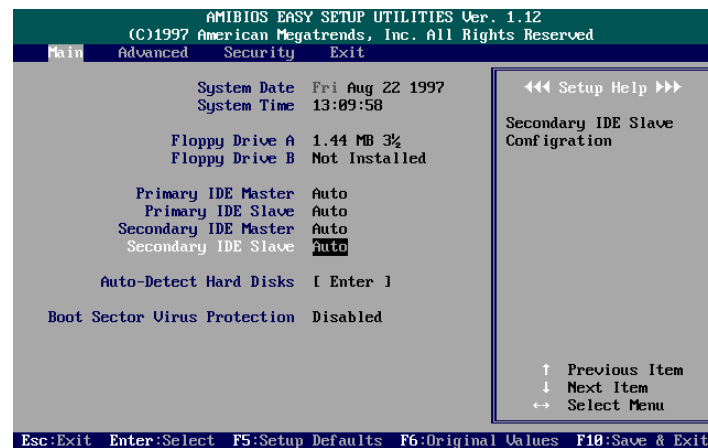 AMIBIOS EASY SETUP UTILITIES Ver. 1.12
(C)1997 American Megatrends, Inc. All Rights Reserved
Main Advanced Security Exit
System Date Fri Aug 22 1997
System Time 13:09:58
Floppy Drive A 1.44 MB 3½
Floppy Drive B Not Installed
Primary IDE Master Auto
Primary IDE Slave Auto
Secondary IDE Master Auto
Secondary IDE Slave Auto
Auto-Detect Hard Disks [ Enter ]
Boot Sector Virus Protection Disabled
Setup Help
Secondary IDE Slave
Configration
↑ Previous Item
↓ Next Item
↔ Select Menu
Esc:Exit Enter:Select F5:Setup Defaults F6:Original Values F10:Save & Exit